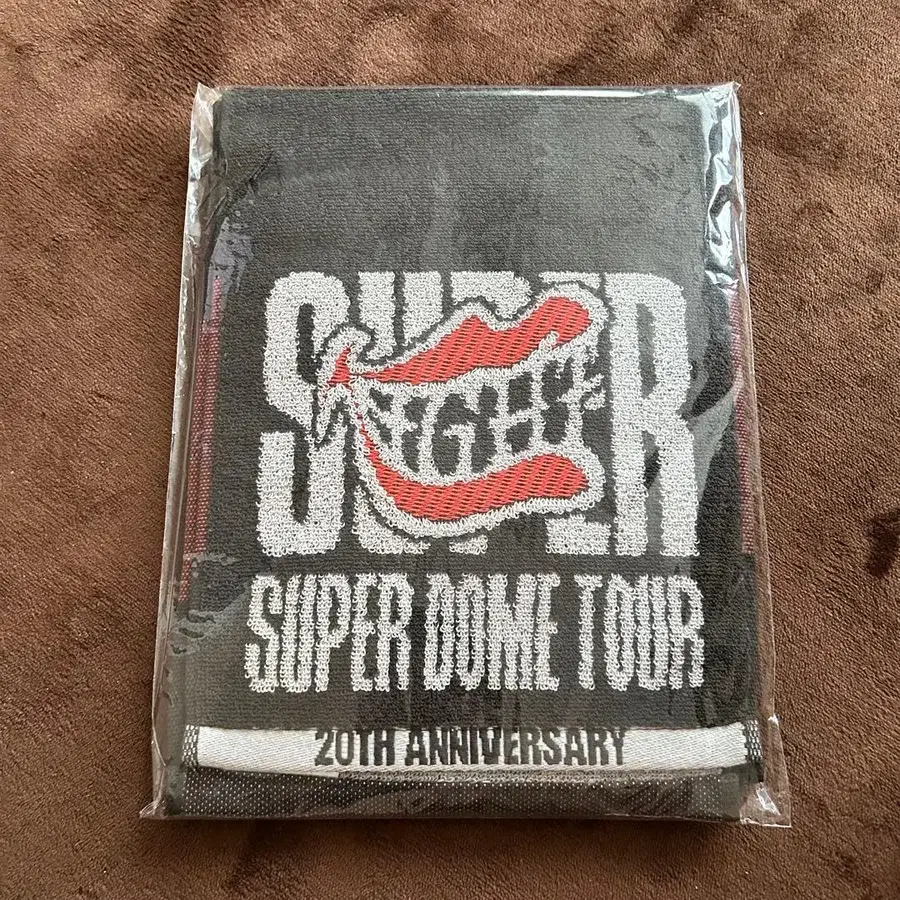 SUPER
EIGHT
SUPER DOME TOUR
20TH ANNIVERSARY